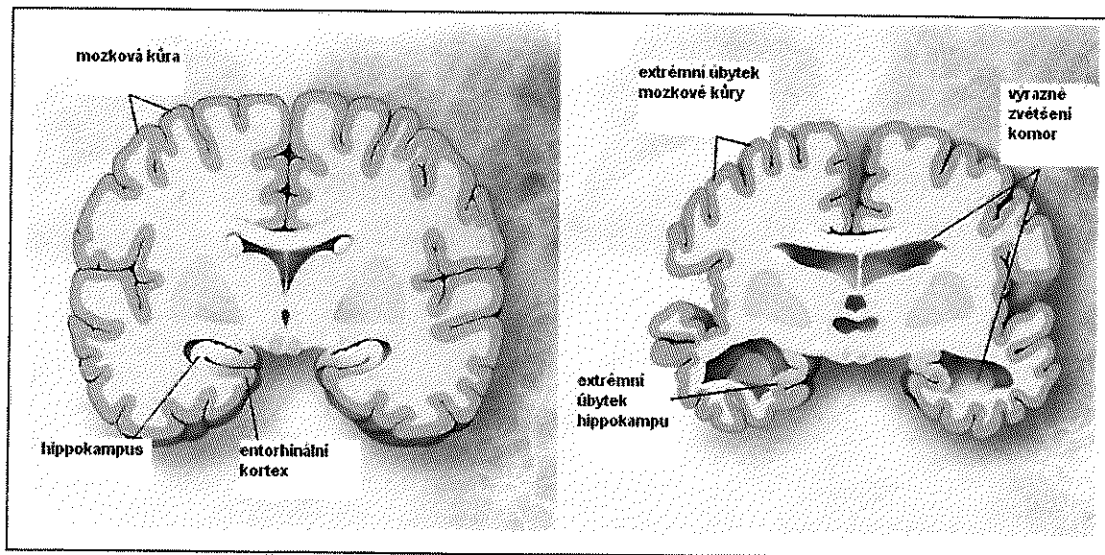 mozková kůra
extrémní úbytek
mozkové kůry
výrazné
zvětšení
komor
hippokampus
entorhinální
kortex
extrémní
úbytek
hippokampu